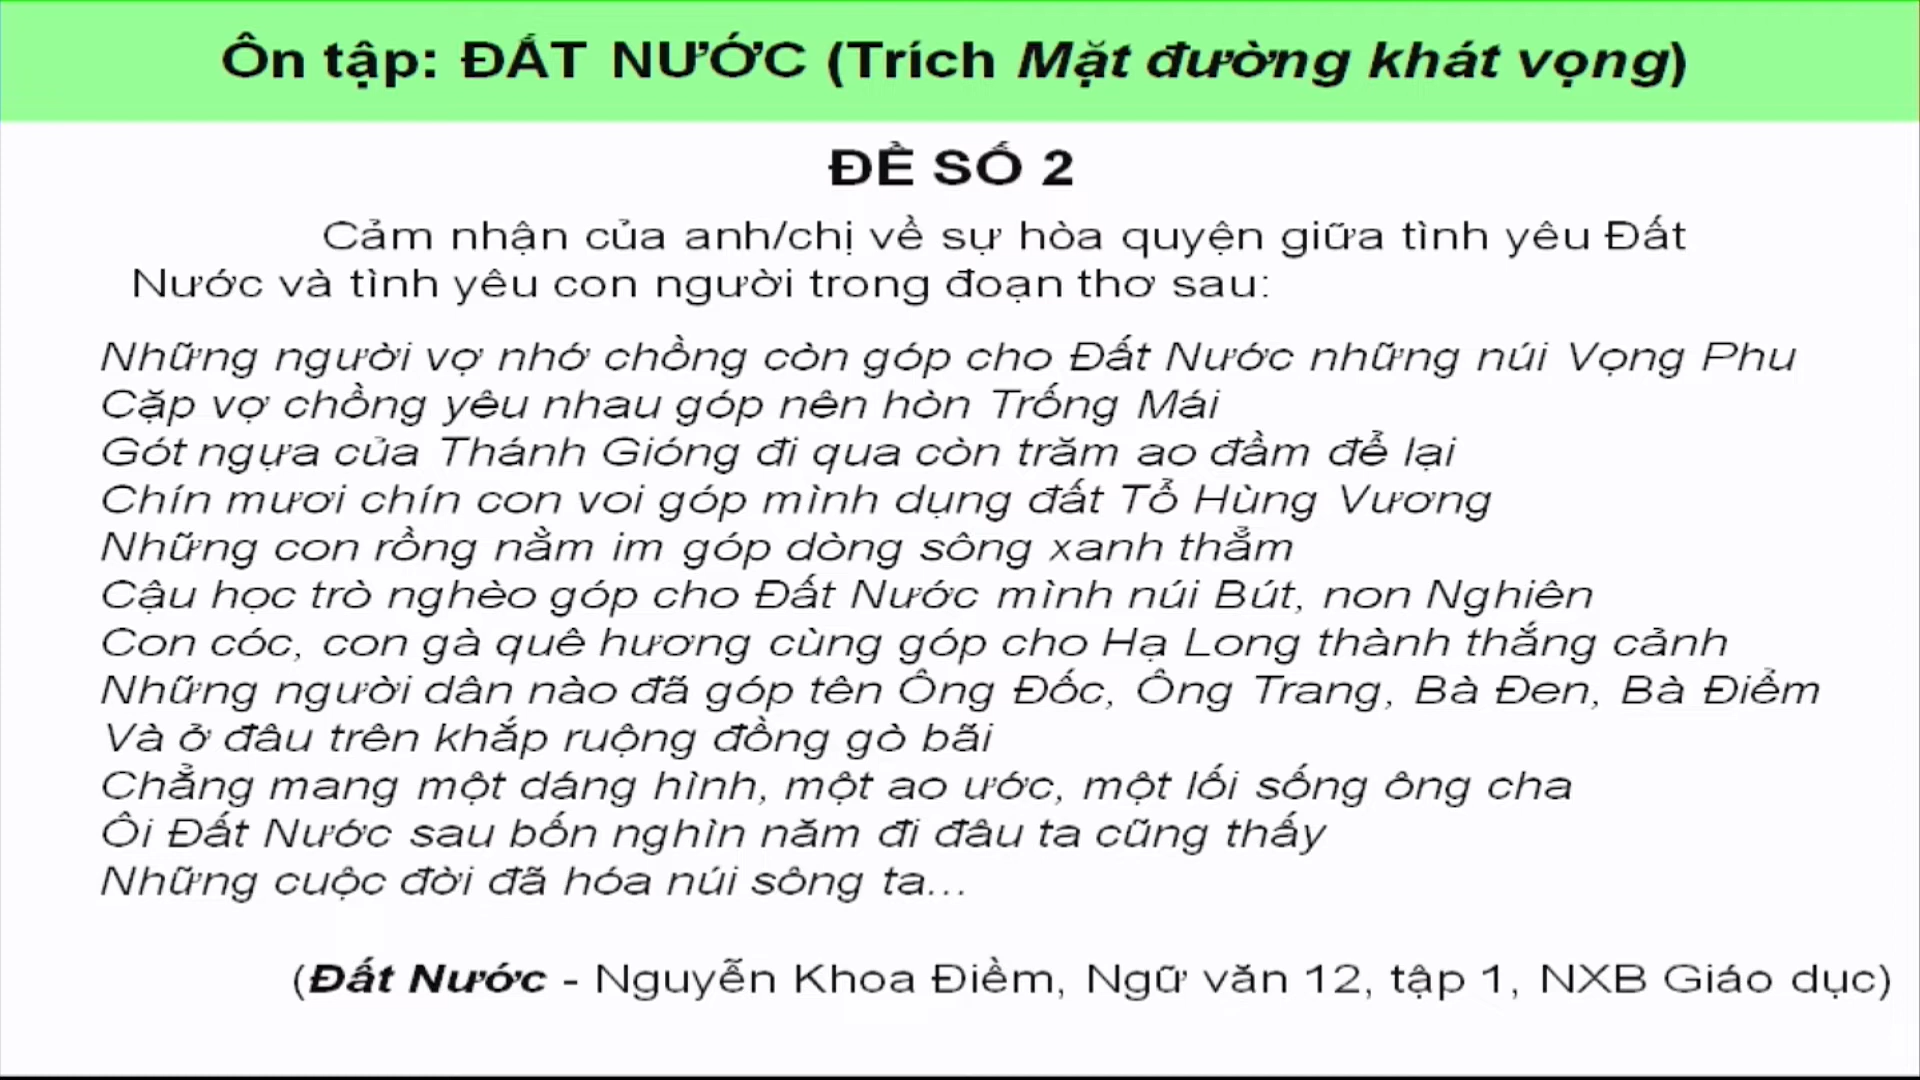 Ôn tập: ĐẤT NƯỚC (Trích Mặt đường khát vọng)
ĐỀ SỐ 2
Cảm nhận của anh/chị về sự hòa quyện giữa tình yêu Đất
Nước và tình yêu con người trong đoạn thơ sau:
Những người vợ nhớ chồng còn góp cho Đất Nước những núi Vọng Phu
Cặp vợ chồng yêu nhau góp nên hòn Trống Mái
Gót ngựa của Thánh Gióng đi qua còn trăm ao đầm để lại
Chín mươi chín con voi góp mình dụng đất Tổ Hùng Vương
Những con rồng nằm im góp dòng sông xanh thẳm
Cậu học trò nghèo góp cho Đất Nước mình núi Bút, non Nghiên
Con cóc, con gà quê hương cùng góp cho Hạ Long thành thắng cảnh
Những người dân nào đã góp tên Ông Đốc, Ông Trang, Bà Đen, Bà Điểm
Và ở đâu trên khắp ruộng đồng gò bãi
Chẳng mang một dáng hình, một ao ước, một lối sống ông cha
Ôi Đất Nước sau bốn nghìn năm đi đâu ta cũng thấy
Những cuộc đời đã hóa núi sông ta...
(Đất Nước - Nguyễn Khoa Điềm, Ngữ văn 12, tập 1, NXB Giáo dục)